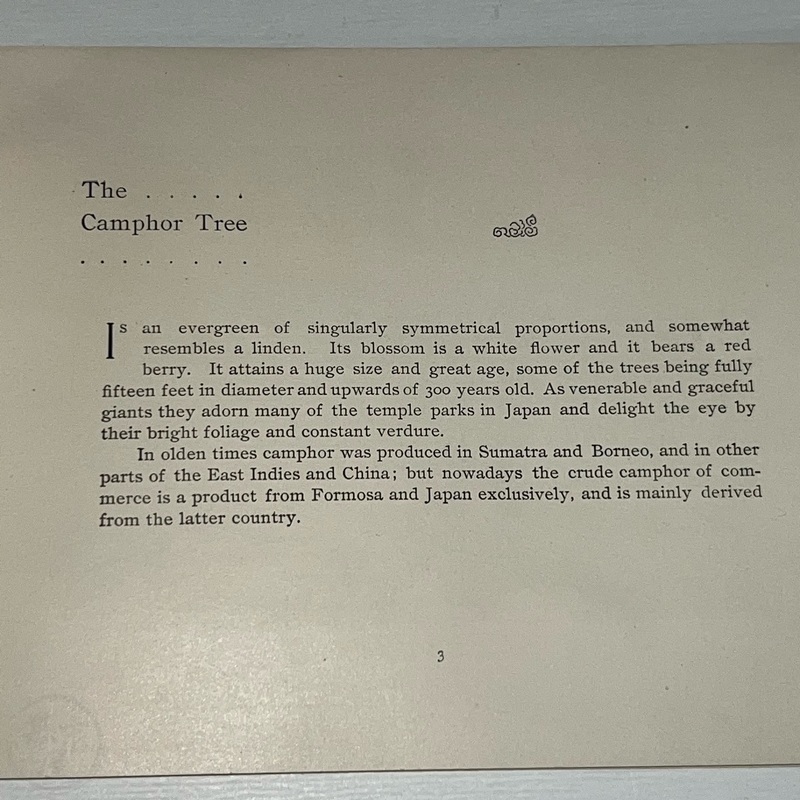 The . . . . .
Camphor Tree
. . . . . . . .
Is an evergreen of singularly symmetrical proportions, and somewhat
resembles a linden. Its blossom is a white flower and it bears a red
berry. It attains a huge size and great age, some of the trees being fully
fifteen feet in diameter and upwards of 300 years old. As venerable and graceful
giants they adorn many of the temple parks in Japan and delight the eye by
their bright foliage and constant verdure.
In olden times camphor was produced in Sumatra and Borneo, and in other
parts of the East Indies and China; but nowadays the crude camphor of com-
merce is a product from Formosa and Japan exclusively, and is mainly derived
from the latter country.
3